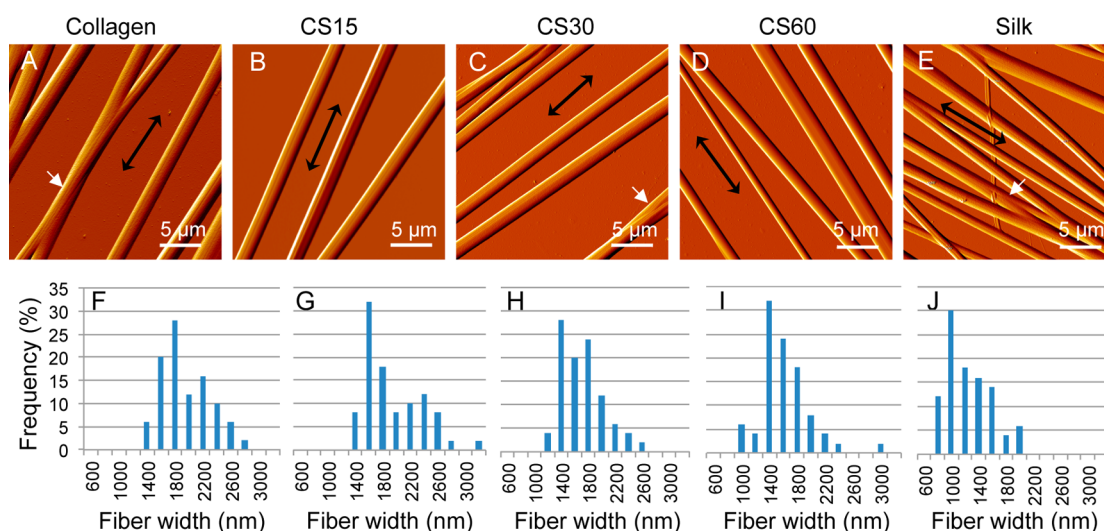 Collagen CS15 CS30 CS60 Silk
A B C D E
5 µm 5 µm 5 µm 5 µm 5 µm
F G H I J
Frequency (%)
35
30
25
20
15
10
5
0
600 1000 1400 1800 2200 2600 3000 600 1000 1400 1800 2200 2600 3000 600 1000 1400 1800 2200 2600 3000 600 1000 1400 1800 2200 2600 3000 600 1000 1400 1800 2200 2600 3000
Fiber width (nm) Fiber width (nm) Fiber width (nm) Fiber width (nm) Fiber width (nm)